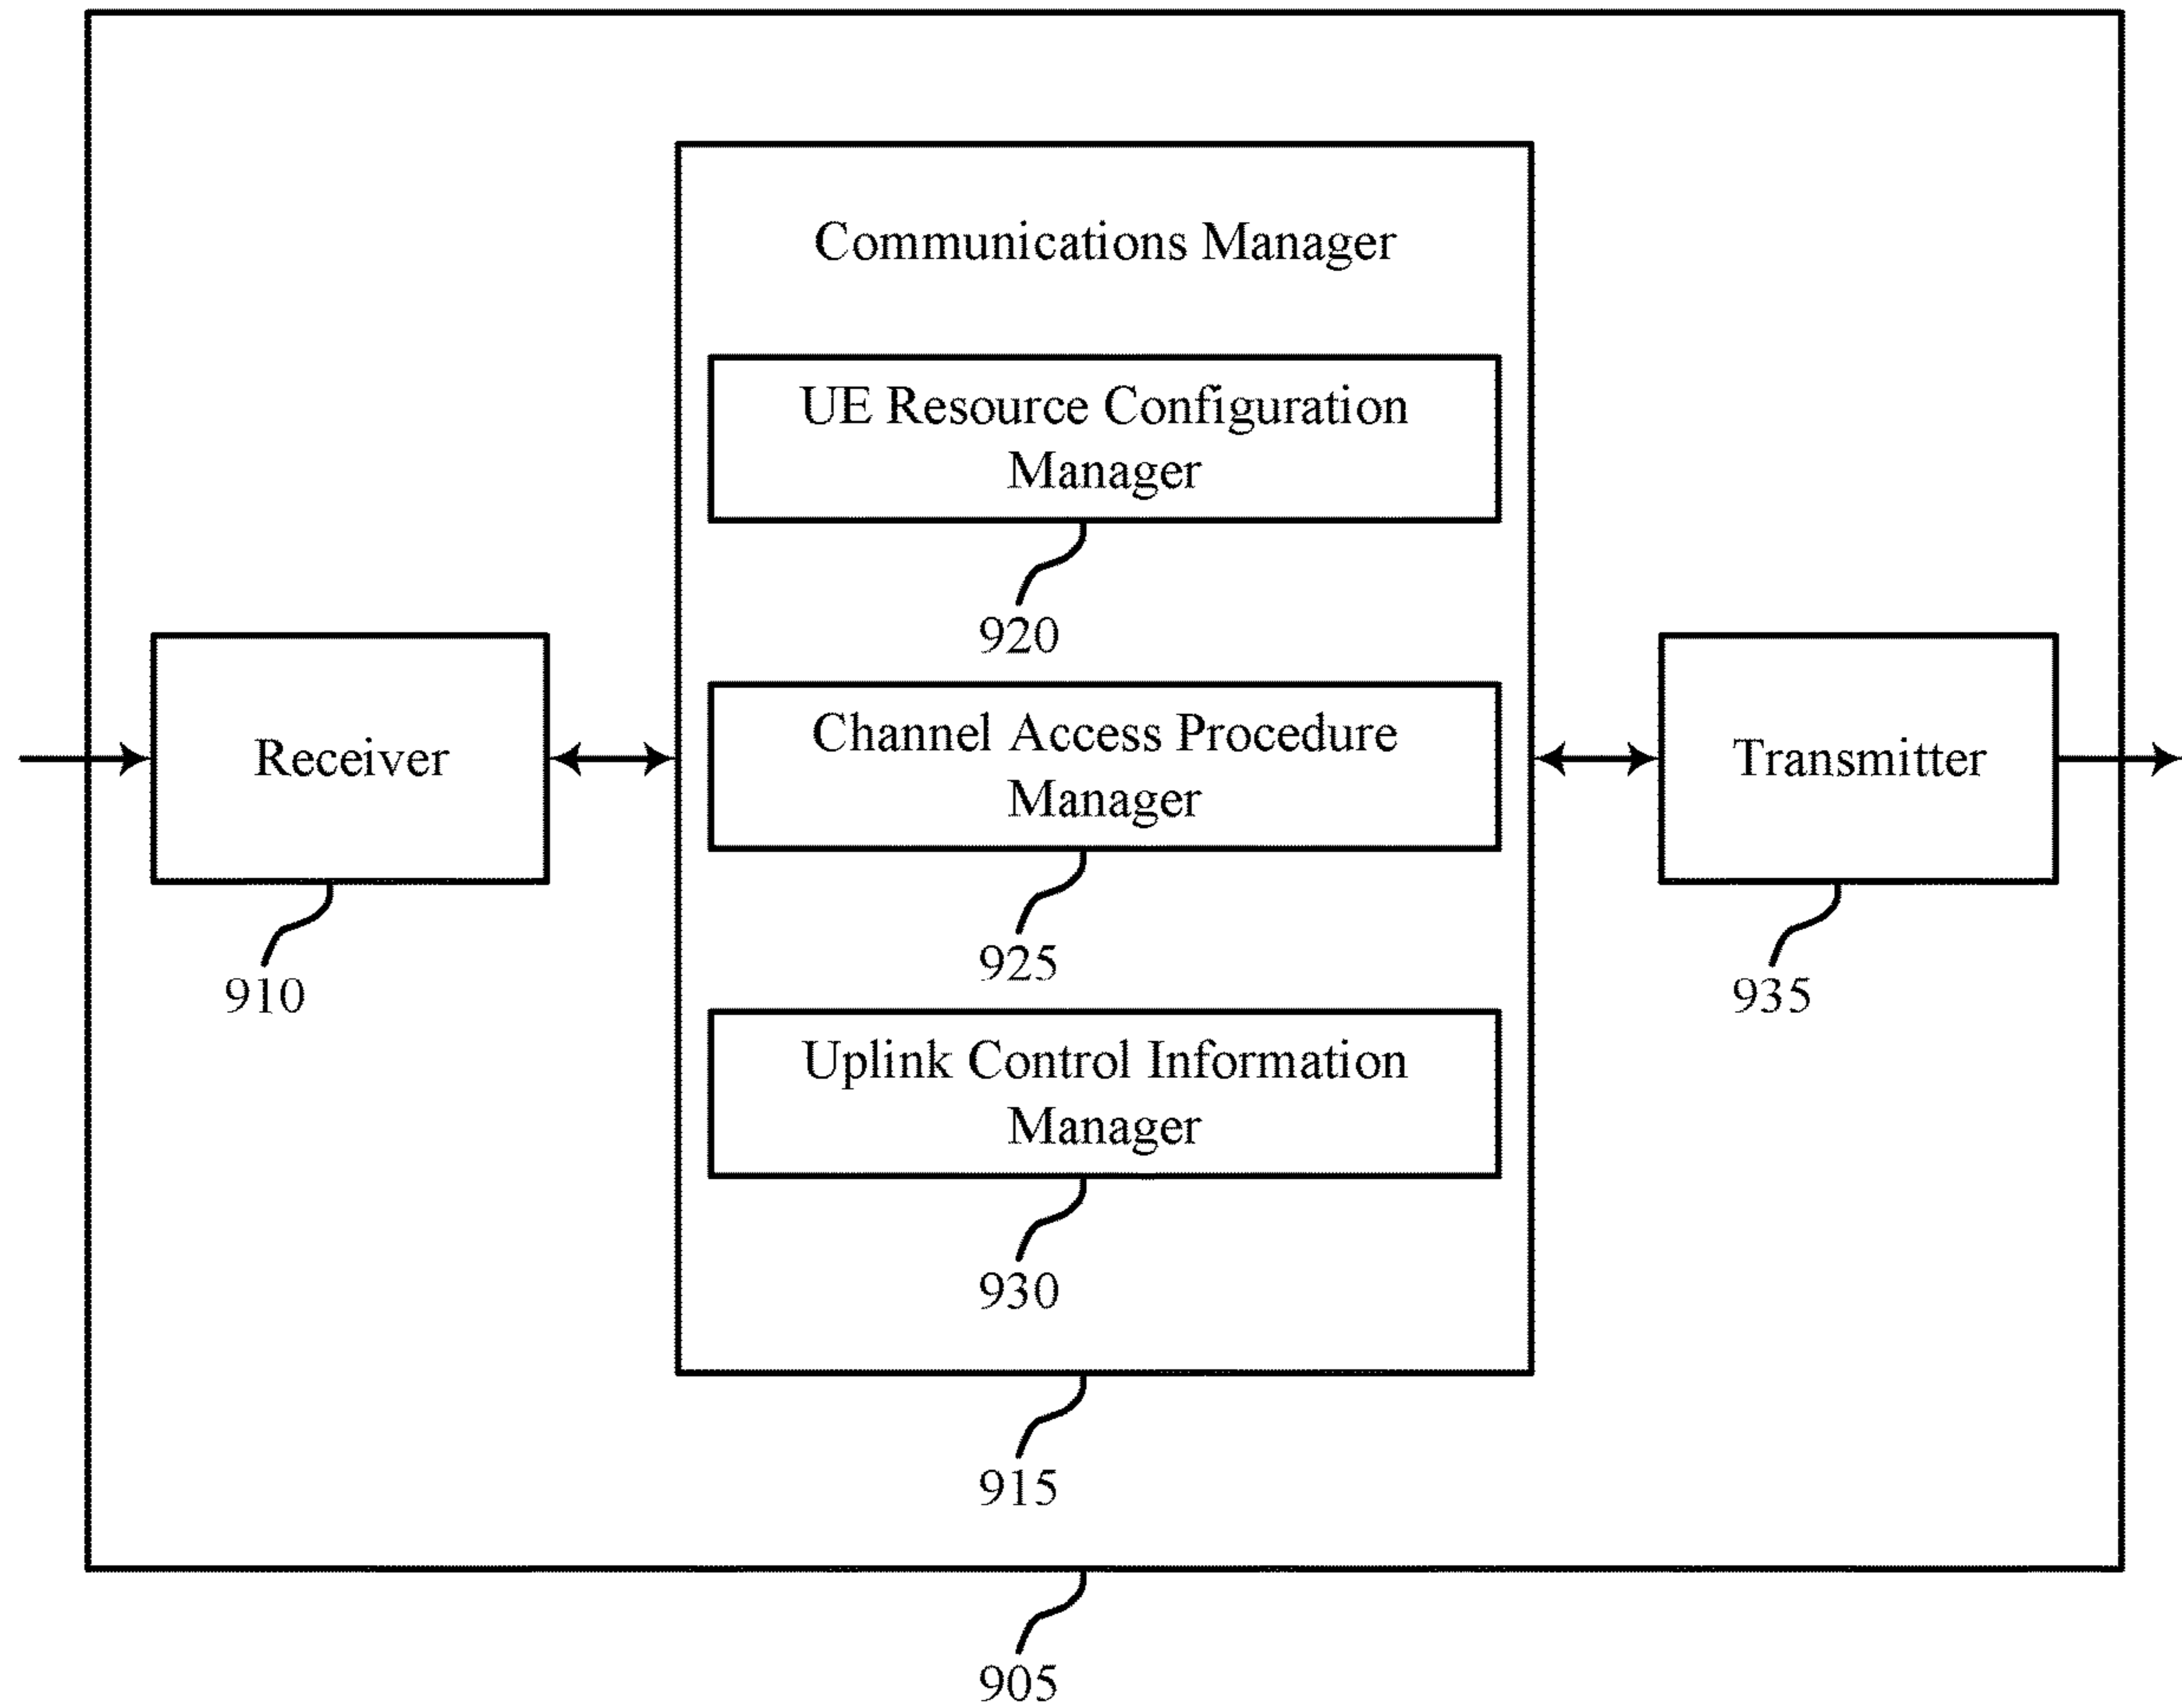 Communications Manager
UE Resource Configuration
Manager
920
Receiver
910
Channel Access Procedure
Manager
925
Transmitter
935
Uplink Control Information
Manager
930
915
905